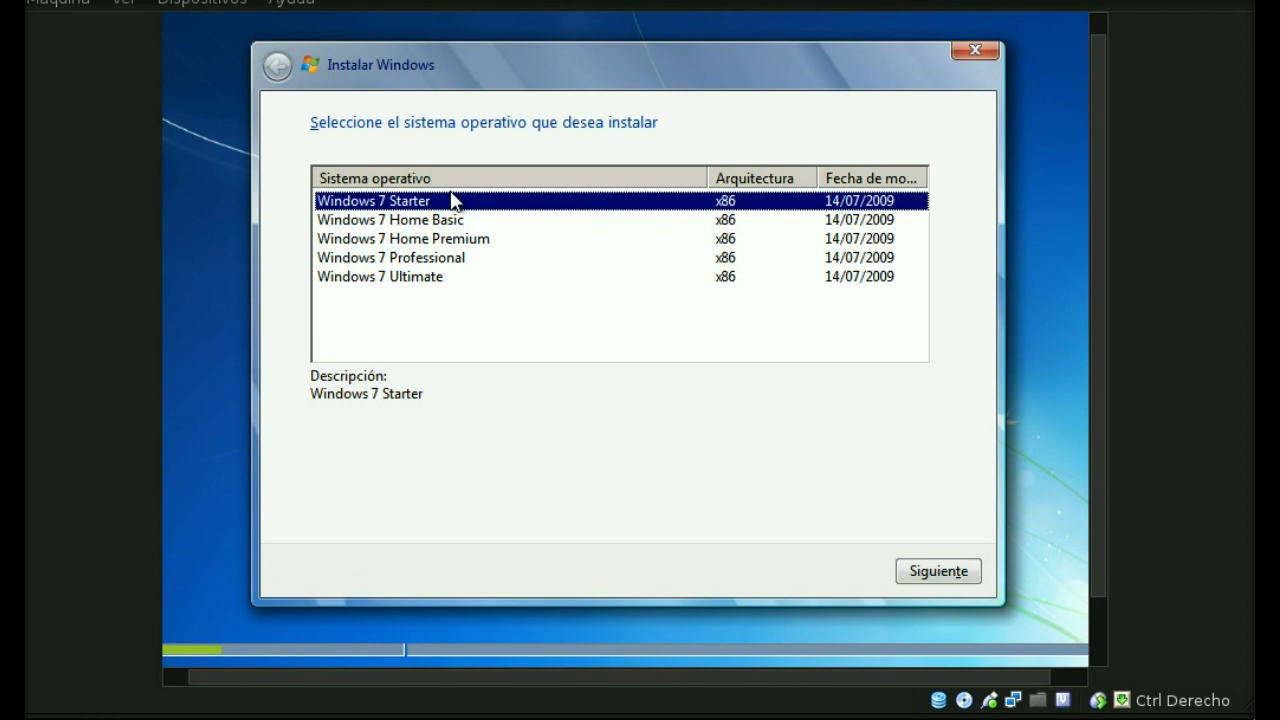 Máquina Ver Dispositivos Ayuda
Instalar Windows
Seleccione el sistema operativo que desea instalar
Sistema operativo Arquitectura Fecha de mo...
Windows 7 Starter x86 14/07/2009
Windows 7 Home Basic x86 14/07/2009
Windows 7 Home Premium x86 14/07/2009
Windows 7 Professional x86 14/07/2009
Windows 7 Ultimate x86 14/07/2009
Descripción:
Windows 7 Starter
Siguiente
Ctrl Derecho